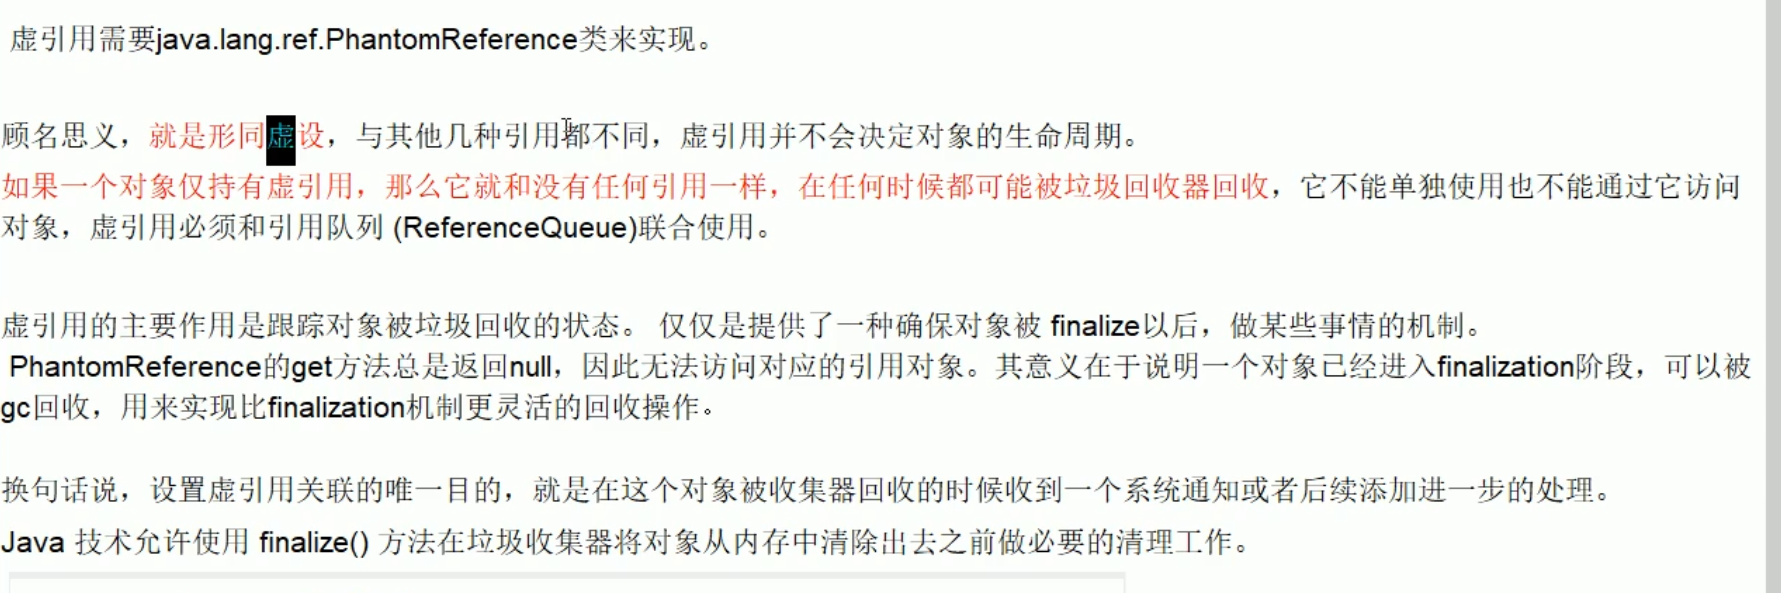 虚引用需要java.lang.ref.PhantomReference类来实现。
顾名思义，就是形同虚设，与其他几种引用都不同，虚引用并不会决定对象的生命周期。
如果一个对象仅持有虚引用，那么它就和没有任何引用一样，在任何时候都可能被垃圾回收器回收，它不能单独使用也不能通过它访问
对象，虚引用必须和引用队列 (ReferenceQueue)联合使用。
虚引用的主要作用是跟踪对象被垃圾回收的状态。 仅仅是提供了一种确保对象被 finalize以后，做某些事情的机制。
PhantomReference的get方法总是返回null，因此无法访问对应的引用对象。其意义在于说明一个对象已经进入finalization阶段，可以被
gc回收，用来实现比finalization机制更灵活的回收操作。
换句话说，设置虚引用关联的唯一目的，就是在这个对象被收集器回收的时候收到一个系统通知或者后续添加进一步的处理。
Java 技术允许使用 finalize() 方法在垃圾收集器将对象从内存中清除出去之前做必要的清理工作。